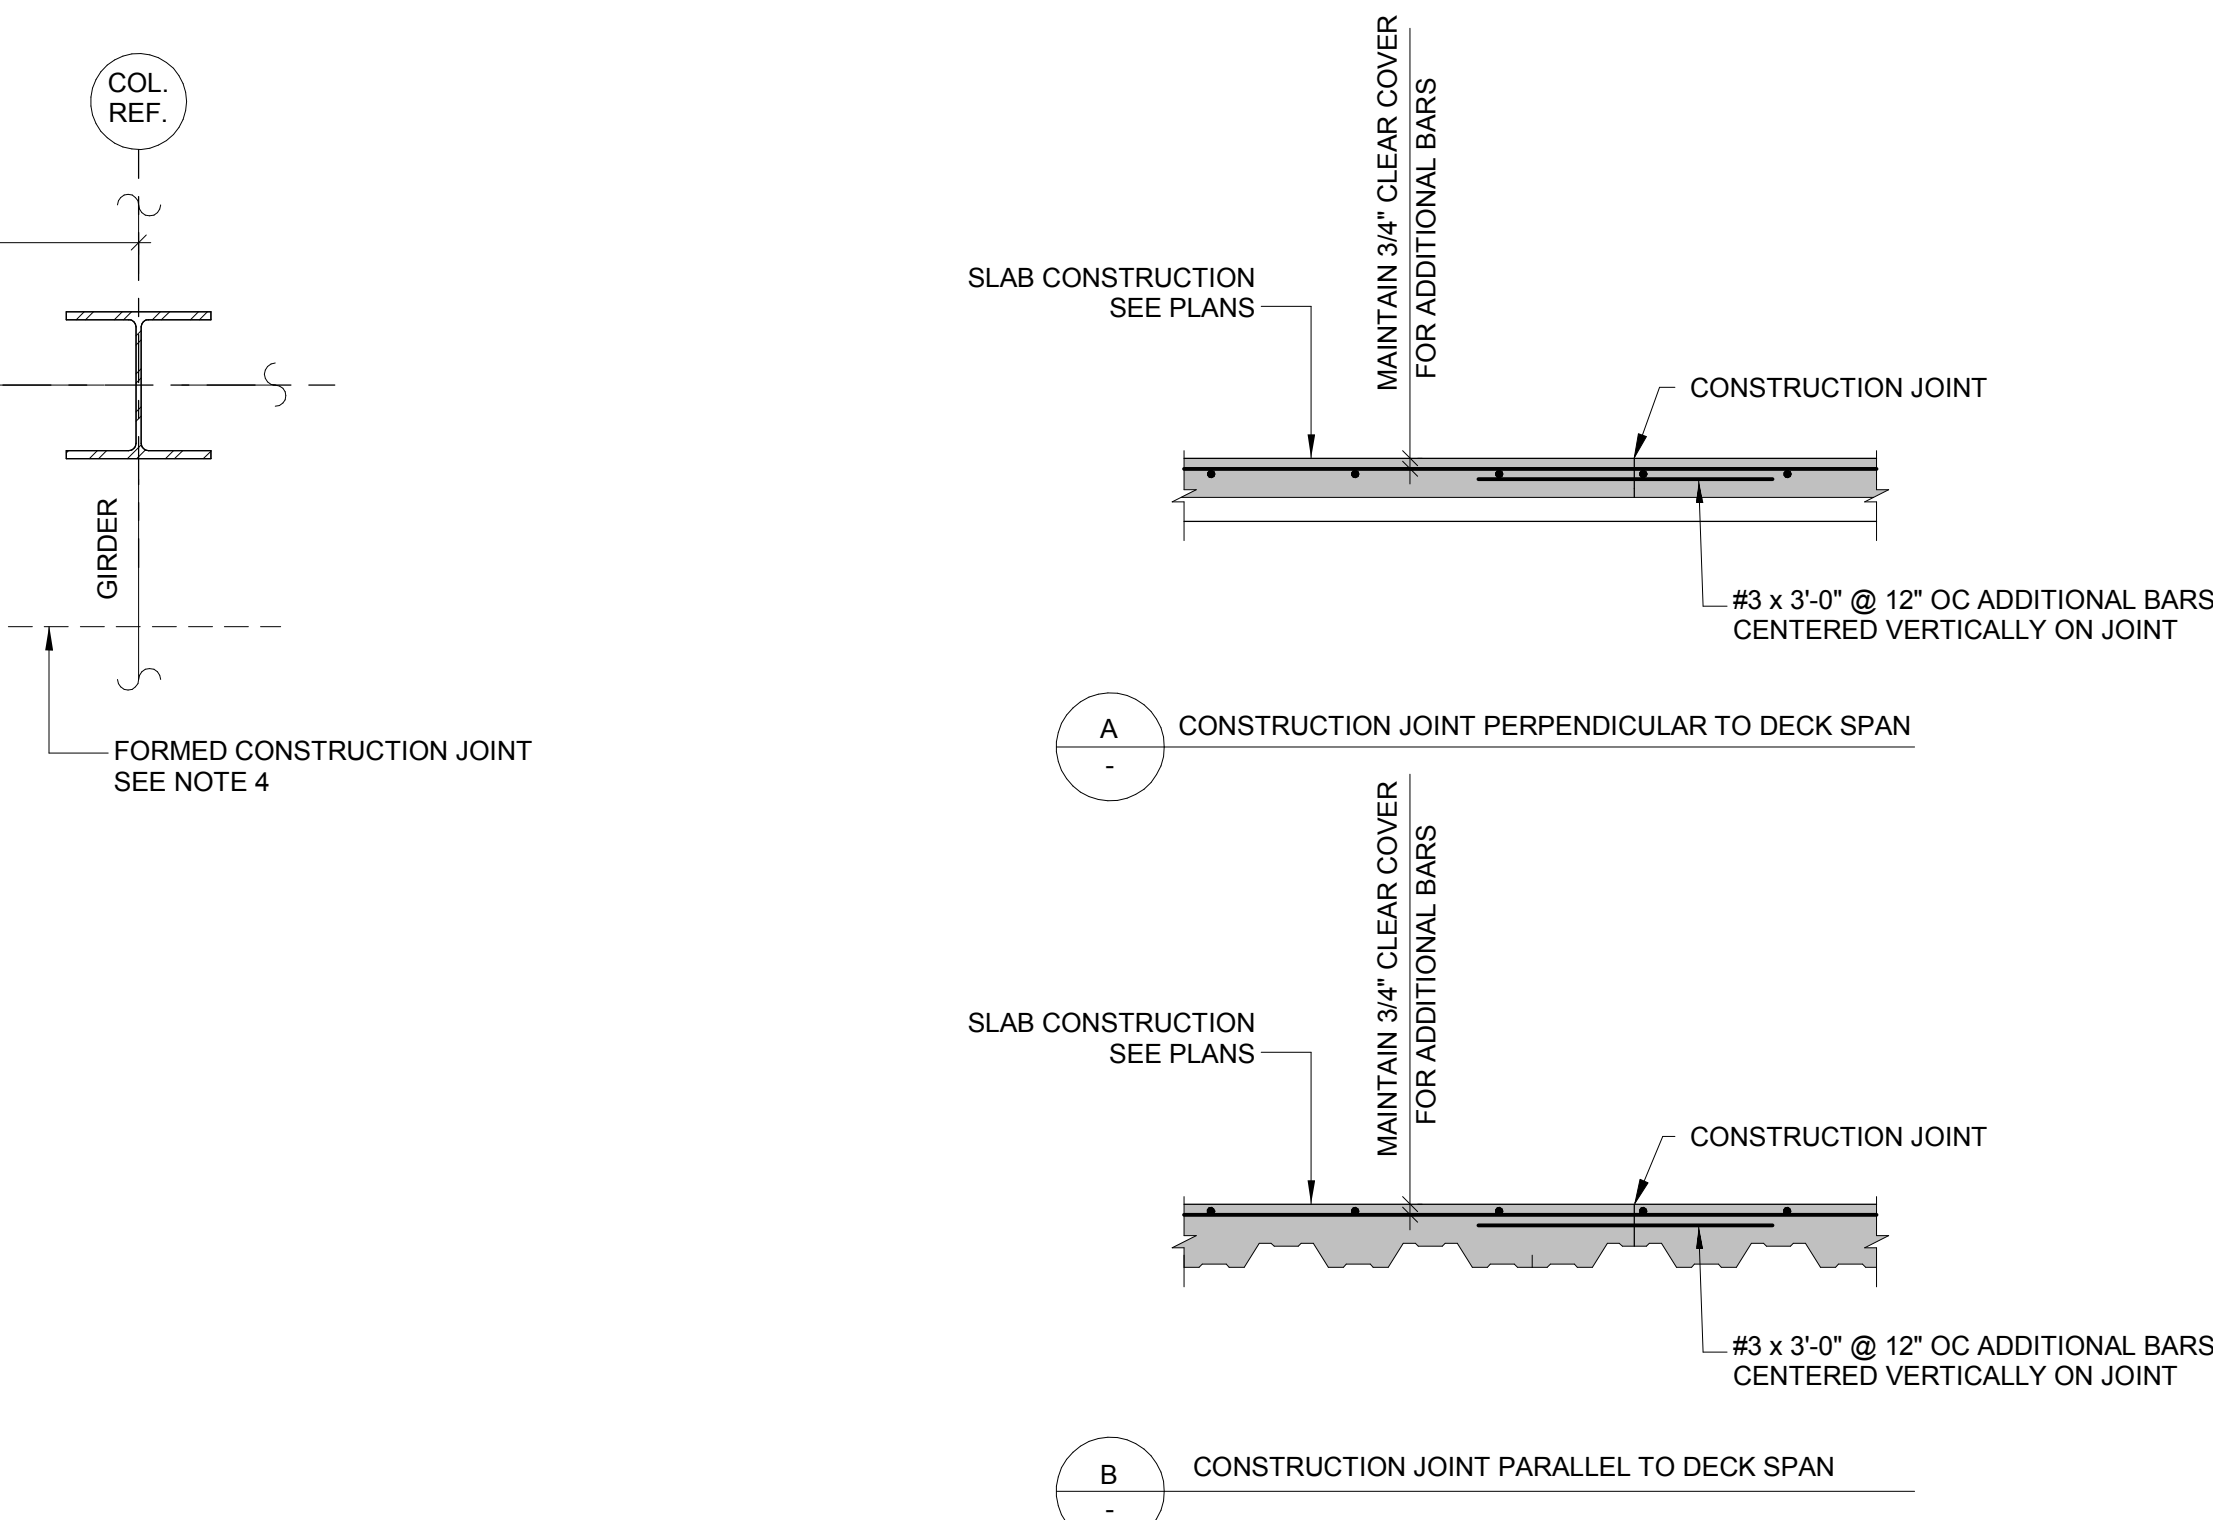 COL.
REF.
GIRDER
FORMED CONSTRUCTION JOINT
SEE NOTE 4
MAINTAIN 3/4" CLEAR COVER
FOR ADDITIONAL BARS
SLAB CONSTRUCTION
SEE PLANS
CONSTRUCTION JOINT
#3 x 3'-0" @ 12" OC ADDITIONAL BARS
CENTERED VERTICALLY ON JOINT
A
-
CONSTRUCTION JOINT PERPENDICULAR TO DECK SPAN
MAINTAIN 3/4" CLEAR COVER
FOR ADDITIONAL BARS
SLAB CONSTRUCTION
SEE PLANS
CONSTRUCTION JOINT
#3 x 3'-0" @ 12" OC ADDITIONAL BARS
CENTERED VERTICALLY ON JOINT
B
-
CONSTRUCTION JOINT PARALLEL TO DECK SPAN